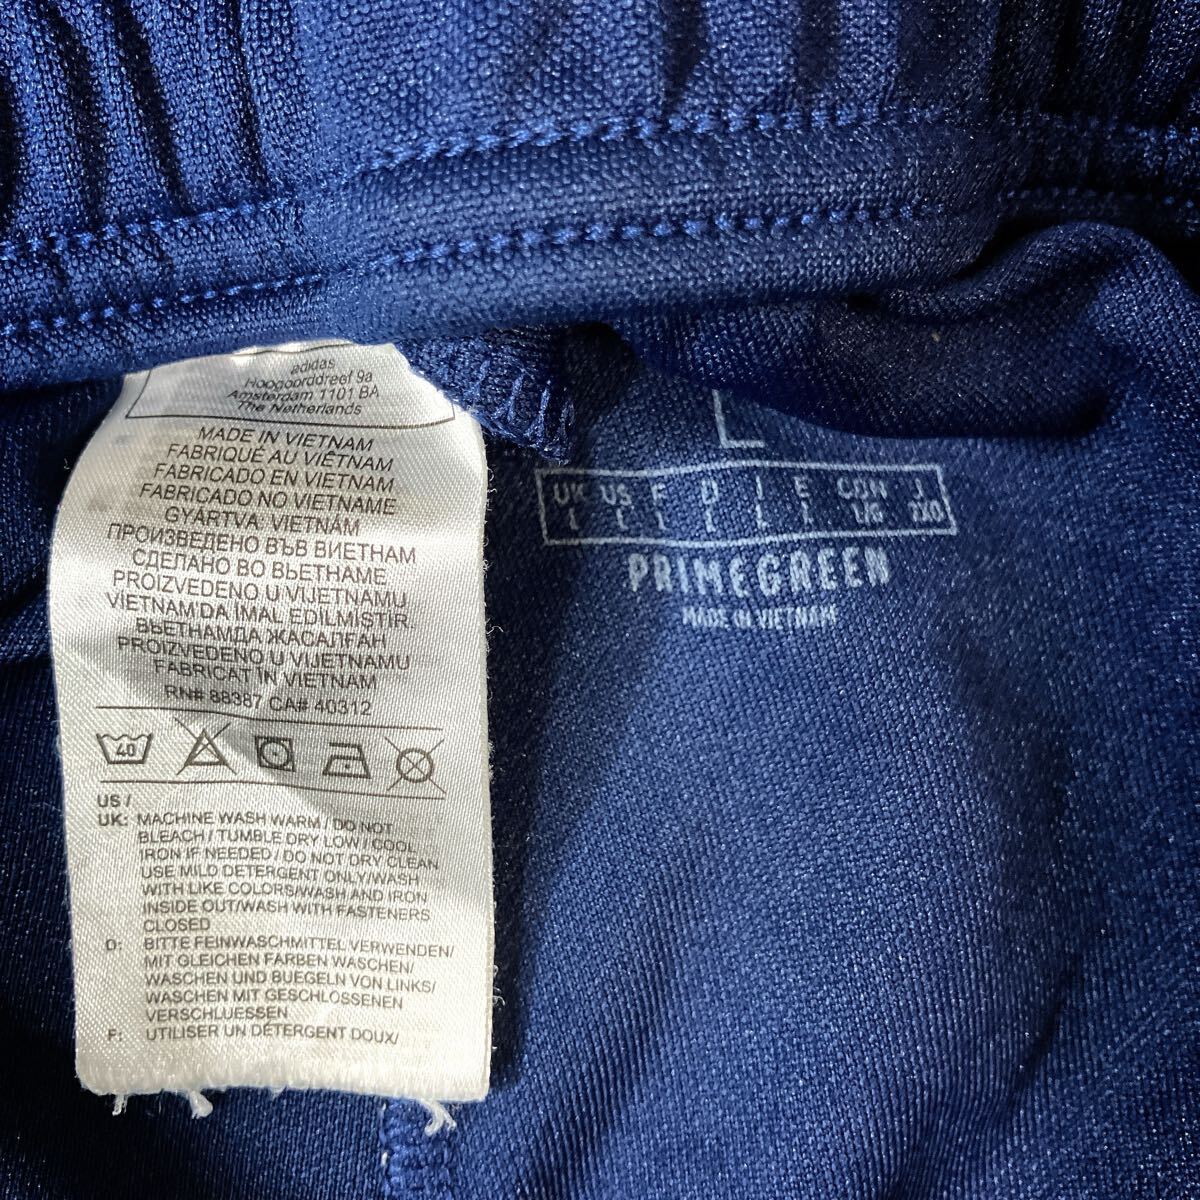 adidas
Hoogoorddreef 9a
Amsterdam 1101 BA
The Netherlands
MADE IN VIETNAM
FABRIQUÉ AU VIÊTNAM
FABRICADO EN VIETNAM
FABRICADO NO VIETNAME
GYÁRTVA: VIETNÁM
ПРОИЗВЕДЕНО ВЪВ ВИЕТНАМ
СДЕЛАНО ВО ВЬЕТНАМЕ
PROIZVEDENO U VIJETNAMU
VİETNAM'DA İMAL EDİLMİŞTİR.
ВЬЕТНАМДА ЖАСАЛҒАН
PROIZVEDENO U VIJETNAMU
FABRICAT ÎN VIETNAM
RN# 88387 CA# 40312
40
US /
UK: MACHINE WASH WARM / DO NOT
BLEACH / TUMBLE DRY LOW / COOL
IRON IF NEEDED / DO NOT DRY CLEAN
USE MILD DETERGENT ONLY/WASH
WITH LIKE COLORS/WASH AND IRON
INSIDE OUT/WASH WITH FASTENERS
CLOSED
D: BITTE FEINWASCHMITTEL VERWENDEN/
MIT GLEICHEN FARBEN WASCHEN/
WASCHEN UND BUEGELN VON LINKS/
WASCHEN MIT GESCHLOSSENEN
VERSCHLUESSEN
F: UTILISER UN DÉTERGENT DOUX/
L
UK US F D I E CDN J
L L L L L L L/G 2XO
PRIMEGREEN
MADE IN VIETNAM